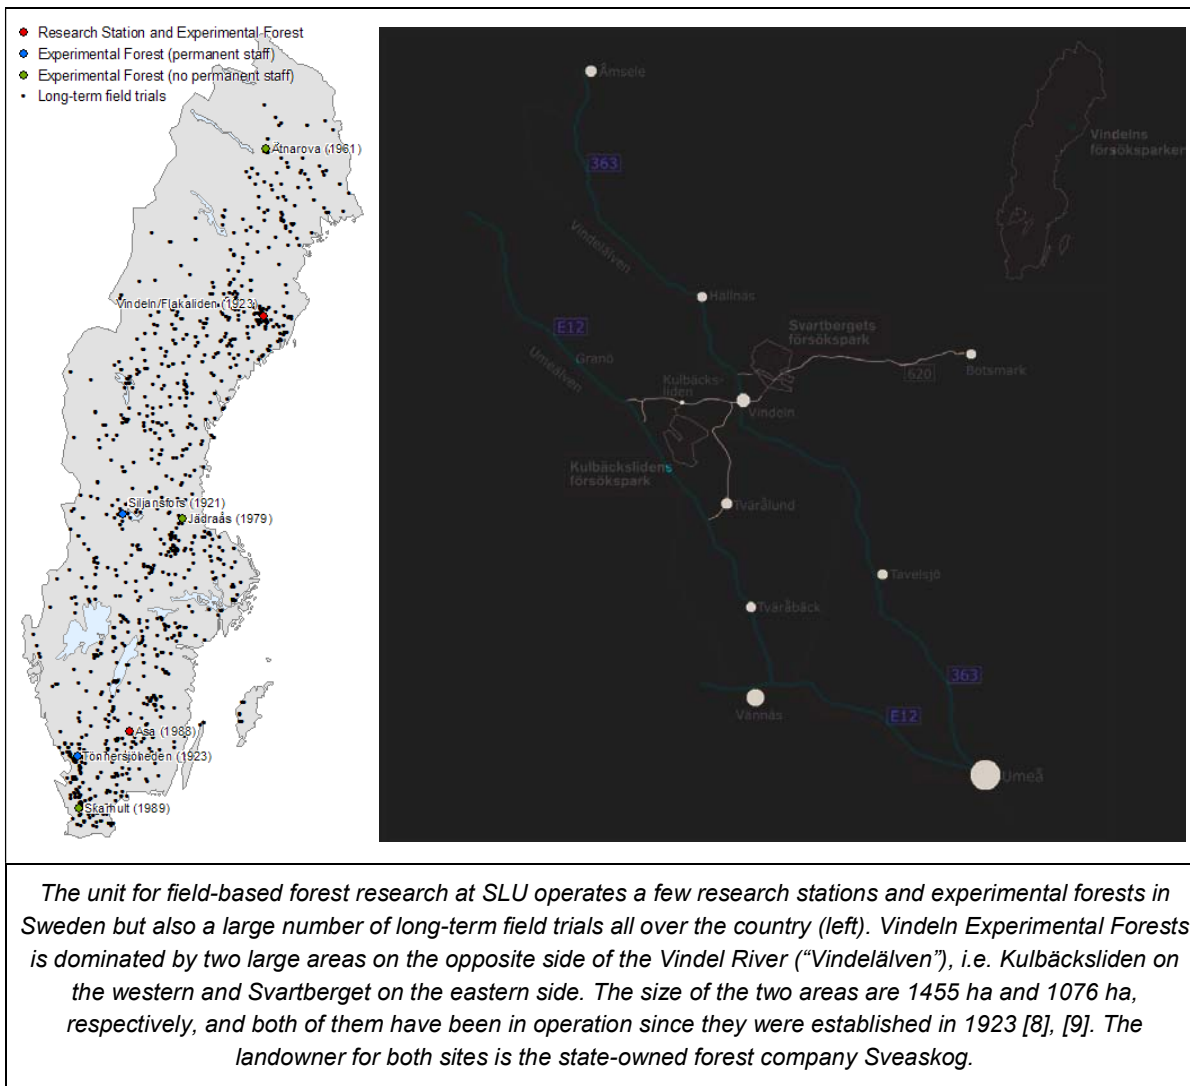 Research Station and Experimental Forest
Experimental Forest (permanent staff)
Experimental Forest (no permanent staff)
Long-term field trials
Ätnarova (1961)
Vindeln/Flakaliden (1923)
Siljansfors (1921)
Jädraås (1979)
Asa (1988)
Tönnersjöheden (1923)
Skarhult (1989)
Åmsele
363
Vindelälven
Vindelns
försöksparker
Hällnäs
E12
Granö
Umeälven
Svartbergets
försökspark
620
Botsmark
Kulbäcks-
liden
Vindeln
Kulbäckslidens
försökspark
Tvärålund
Tavelsjö
Tväråbäck
363
Vännäs
E12
Umeå
The unit for field-based forest research at SLU operates a few research stations and experimental forests in
Sweden but also a large number of long-term field trials all over the country (left). Vindeln Experimental Forests
is dominated by two large areas on the opposite side of the Vindel River (“Vindelälven”), i.e. Kulbäcksliden on
the western and Svartberget on the eastern side. The size of the two areas are 1455 ha and 1076 ha,
respectively, and both of them have been in operation since they were established in 1923 [8], [9]. The
landowner for both sites is the state-owned forest company Sveaskog.